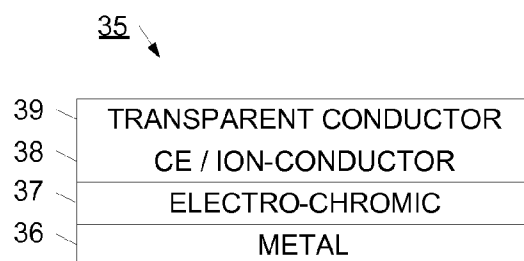 35
39 TRANSPARENT CONDUCTOR
38 CE / ION-CONDUCTOR
37 ELECTRO-CHROMIC
36 METAL